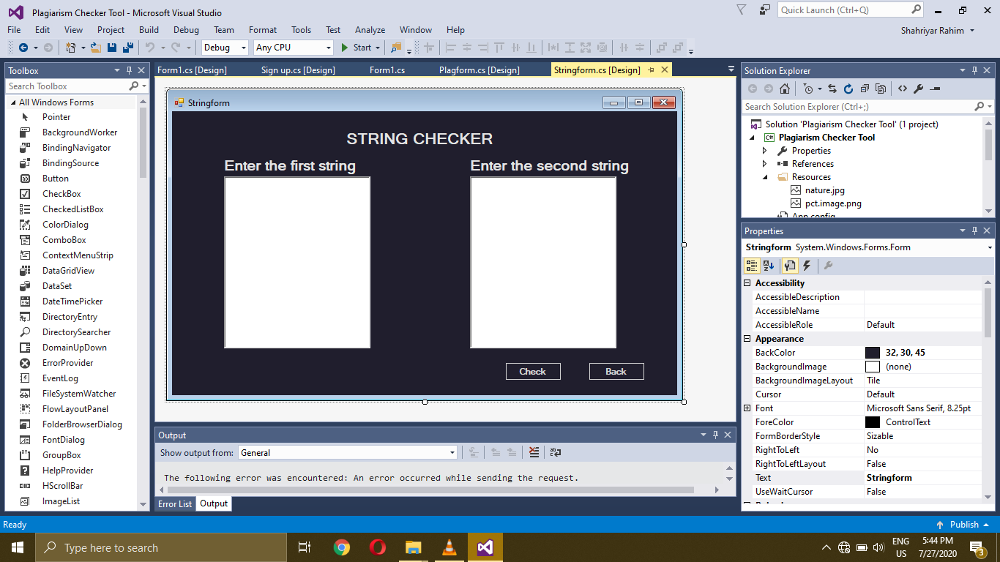 Plagiarism Checker Tool - Microsoft Visual Studio
Quick Launch (Ctrl+Q)
File Edit View Project Build Debug Team Format Tools Test Analyze Window Help
Shahriyar Rahim
Debug Any CPU Start
Toolbox
Search Toolbox
All Windows Forms
Pointer
BackgroundWorker
BindingNavigator
BindingSource
Button
CheckBox
CheckedListBox
ColorDialog
ComboBox
ContextMenuStrip
DataGridView
DataSet
DateTimePicker
DirectoryEntry
DirectorySearcher
DomainUpDown
ErrorProvider
EventLog
FileSystemWatcher
FlowLayoutPanel
FolderBrowserDialog
FontDialog
GroupBox
HelpProvider
HScrollBar
ImageList
Form1.cs [Design] Sign up.cs [Design] Form1.cs Plagform.cs [Design] Stringform.cs [Design]
Stringform
STRING CHECKER
Enter the first string Enter the second string
Check Back
Output
Show output from: General
The following error was encountered: An error occurred while sending the request.
Error List Output
Solution Explorer
Search Solution Explorer (Ctrl+;)
Solution 'Plagiarism Checker Tool' (1 project)
C# Plagiarism Checker Tool
Properties
References
Resources
nature.jpg
pct.image.png
App.config
Properties
Stringform System.Windows.Forms.Form
Accessibility
AccessibleDescription
AccessibleName
AccessibleRole Default
Appearance
BackColor 32, 30, 45
BackgroundImage (none)
BackgroundImageLayout Tile
Cursor Default
Font Microsoft Sans Serif, 8.25pt
ForeColor ControlText
FormBorderStyle Sizable
RightToLeft No
RightToLeftLayout False
Text Stringform
UseWaitCursor False
Ready Publish
Type here to search
ENG 5:44 PM
US 7/27/2020 3